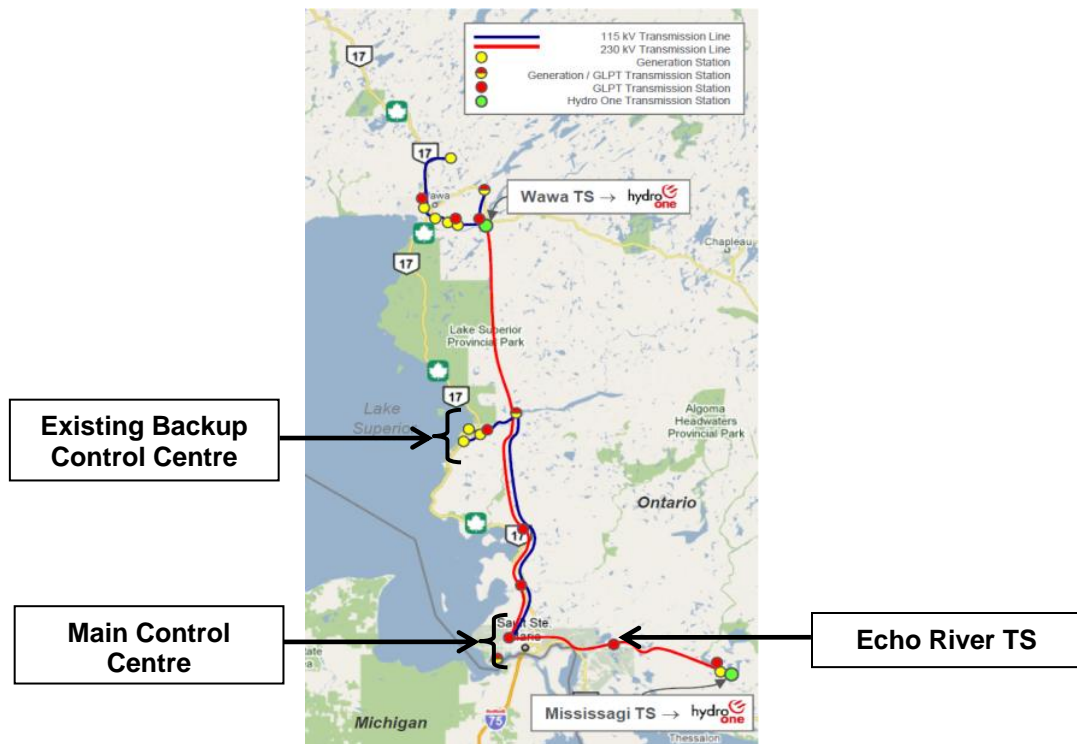 115 kV Transmission Line
230 kV Transmission Line
Generation Station
Generation / GLPT Transmission Station
GLPT Transmission Station
Hydro One Transmission Station
17
17
Wawa TS → hydro
one
Chapleau
17
Lake Superior
Provincial Park
17
Existing Backup
Control Centre
Lake
Superio
Algoma
Headwaters
Provincial Park
Ontario
17
Main Control
Centre
Sault Ste.
Echo River TS
Mississagi TS → hydro
one
75
Michigan
Thessalon